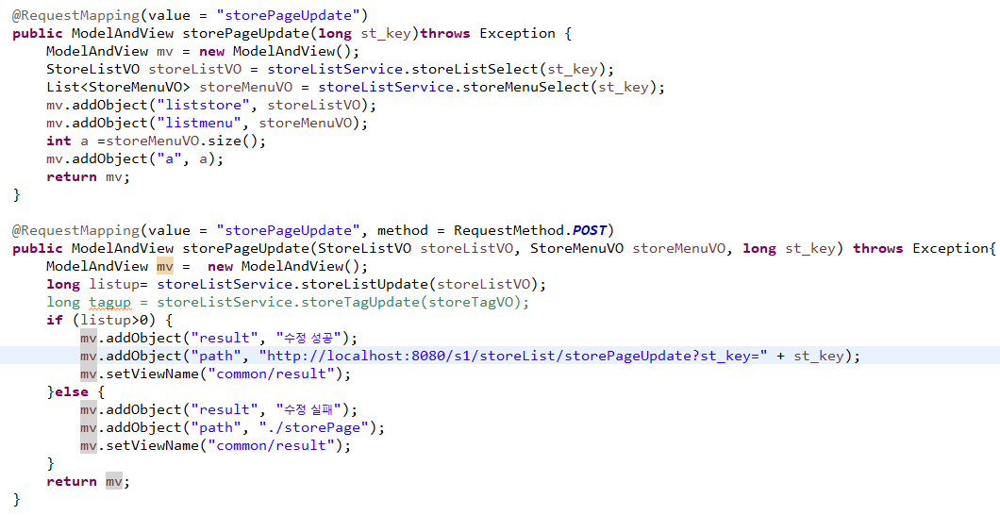 @RequestMapping(value = "storePageUpdate")
public ModelAndView storePageUpdate(long st_key)throws Exception {
    ModelAndView mv = new ModelAndView();
    StoreListVO storeListVO = storeListService.storeListSelect(st_key);
    List<StoreMenuVO> storeMenuVO = storeListService.storeMenuSelect(st_key);
    mv.addObject("liststore", storeListVO);
    mv.addObject("listmenu", storeMenuVO);
    int a =storeMenuVO.size();
    mv.addObject("a", a);
    return mv;
}

@RequestMapping(value = "storePageUpdate", method = RequestMethod.POST)
public ModelAndView storePageUpdate(StoreListVO storeListVO, StoreMenuVO storeMenuVO, long st_key) throws Exception{
    ModelAndView mv =  new ModelAndView();
    long listup= storeListService.storeListUpdate(storeListVO);
    long tagup = storeListService.storeTagUpdate(storeTagVO);
    if (listup>0) {
        mv.addObject("result", "수정 성공");
        mv.addObject("path", "http://localhost:8080/s1/storeList/storePageUpdate?st_key=" + st_key);
        mv.setViewName("common/result");
    }else {
        mv.addObject("result", "수정 실패");
        mv.addObject("path", "./storePage");
        mv.setViewName("common/result");
    }
    return mv;
}